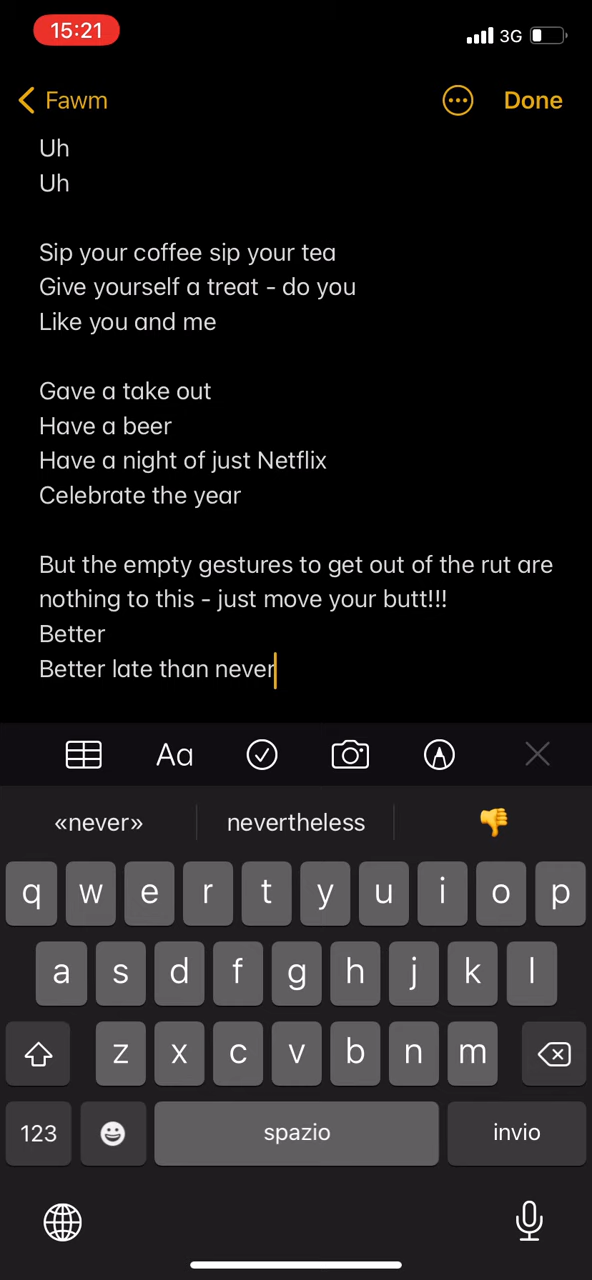 15:21
3G
Fawm
Done
Uh
Uh
Sip your coffee sip your tea
Give yourself a treat - do you
Like you and me
Gave a take out
Have a beer
Have a night of just Netflix
Celebrate the year
But the empty gestures to get out of the rut are
nothing to this - just move your butt!!!
Better
Better late than never
Aa
«never» nevertheless 👎
q w e r t y u i o p
a s d f g h j k l
z x c v b n m
123 spazio invio